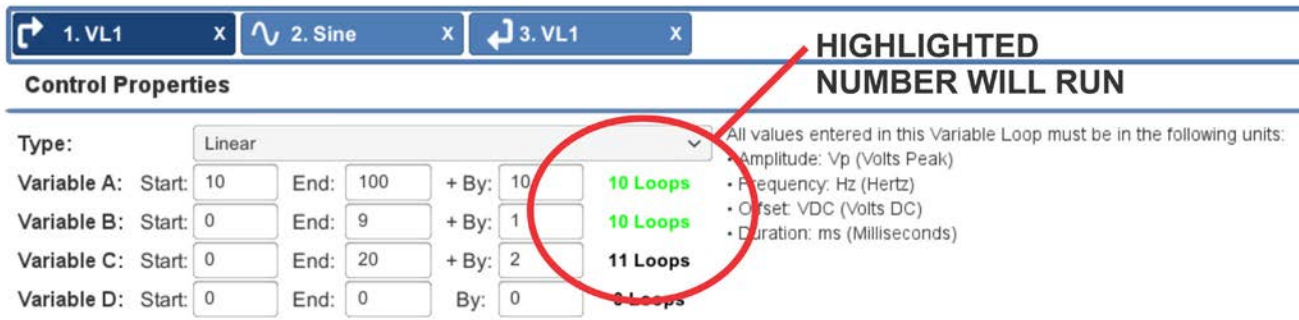 1. VL1 x 2. Sine x 3. VL1 x
HIGHLIGHTED
NUMBER WILL RUN
Control Properties
Type: Linear
All values entered in this Variable Loop must be in the following units:
• Amplitude: Vp (Volts Peak)
• Frequency: Hz (Hertz)
• Offset: VDC (Volts DC)
• Duration: ms (Milliseconds)
Variable A: Start: 10 End: 100 + By: 10 10 Loops
Variable B: Start: 0 End: 9 + By: 1 10 Loops
Variable C: Start: 0 End: 20 + By: 2 11 Loops
Variable D: Start: 0 End: 0 By: 0 0 Loops